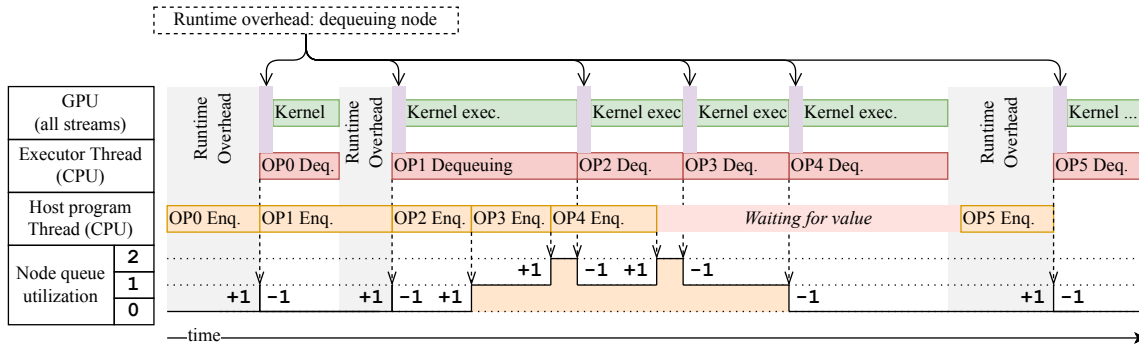 Runtime overhead: dequeuing node
GPU
(all streams)
Runtime
Overhead
Kernel
Runtime
Overhead
Kernel exec.
Kernel exec
Kernel exec.
Kernel exec.
Runtime
Overhead
Kernel ...
Executor Thread
(CPU)
OP0 Deq.
OP1 Dequeuing
OP2 Deq.
OP3 Deq.
OP4 Deq.
OP5 Deq.
Host program
Thread (CPU)
OP0 Enq.
OP1 Enq.
OP2 Enq.
OP3 Enq.
OP4 Enq.
Waiting for value
OP5 Enq.
Node queue
utilization
2
1
0
+1
-1
+1
-1
+1
+1
-1
+1
-1
-1
+1
-1
time